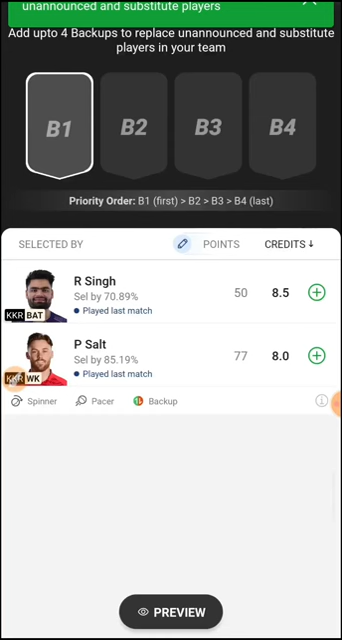 unannounced and substitute players
Add upto 4 Backups to replace unannounced and substitute
players in your team
B1
B2
B3
B4
Priority Order: B1 (first) > B2 > B3 > B4 (last)
SELECTED BY
POINTS
CREDITS ↓
R Singh
Sel by 70.89%
50
8.5
Played last match
KKR BAT
P Salt
Sel by 85.19%
77
8.0
Played last match
KKR WK
Spinner
Pacer
Backup
PREVIEW